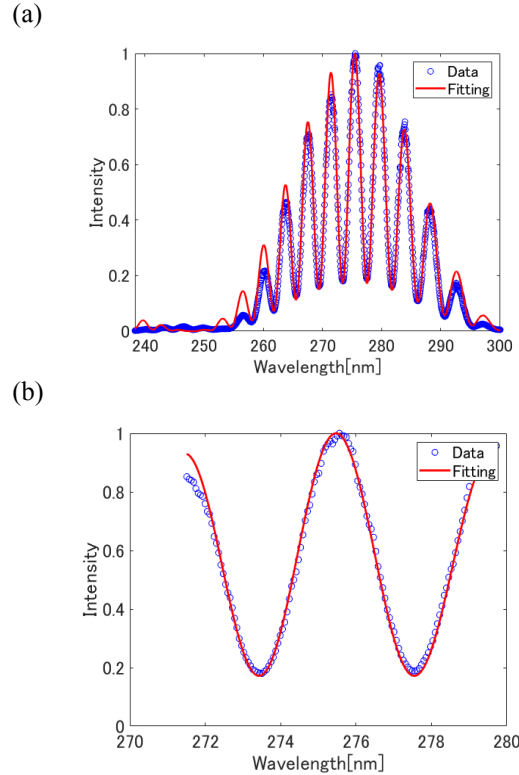 (a)
1
0.8
0.6
0.4
0.2
0
Intensity
Data
Fitting
240 250 260 270 280 290 300
Wavelength[nm]
(b)
1
0.8
0.6
0.4
0.2
0
Intensity
Data
Fitting
270 272 274 276 278 280
Wavelength[nm]